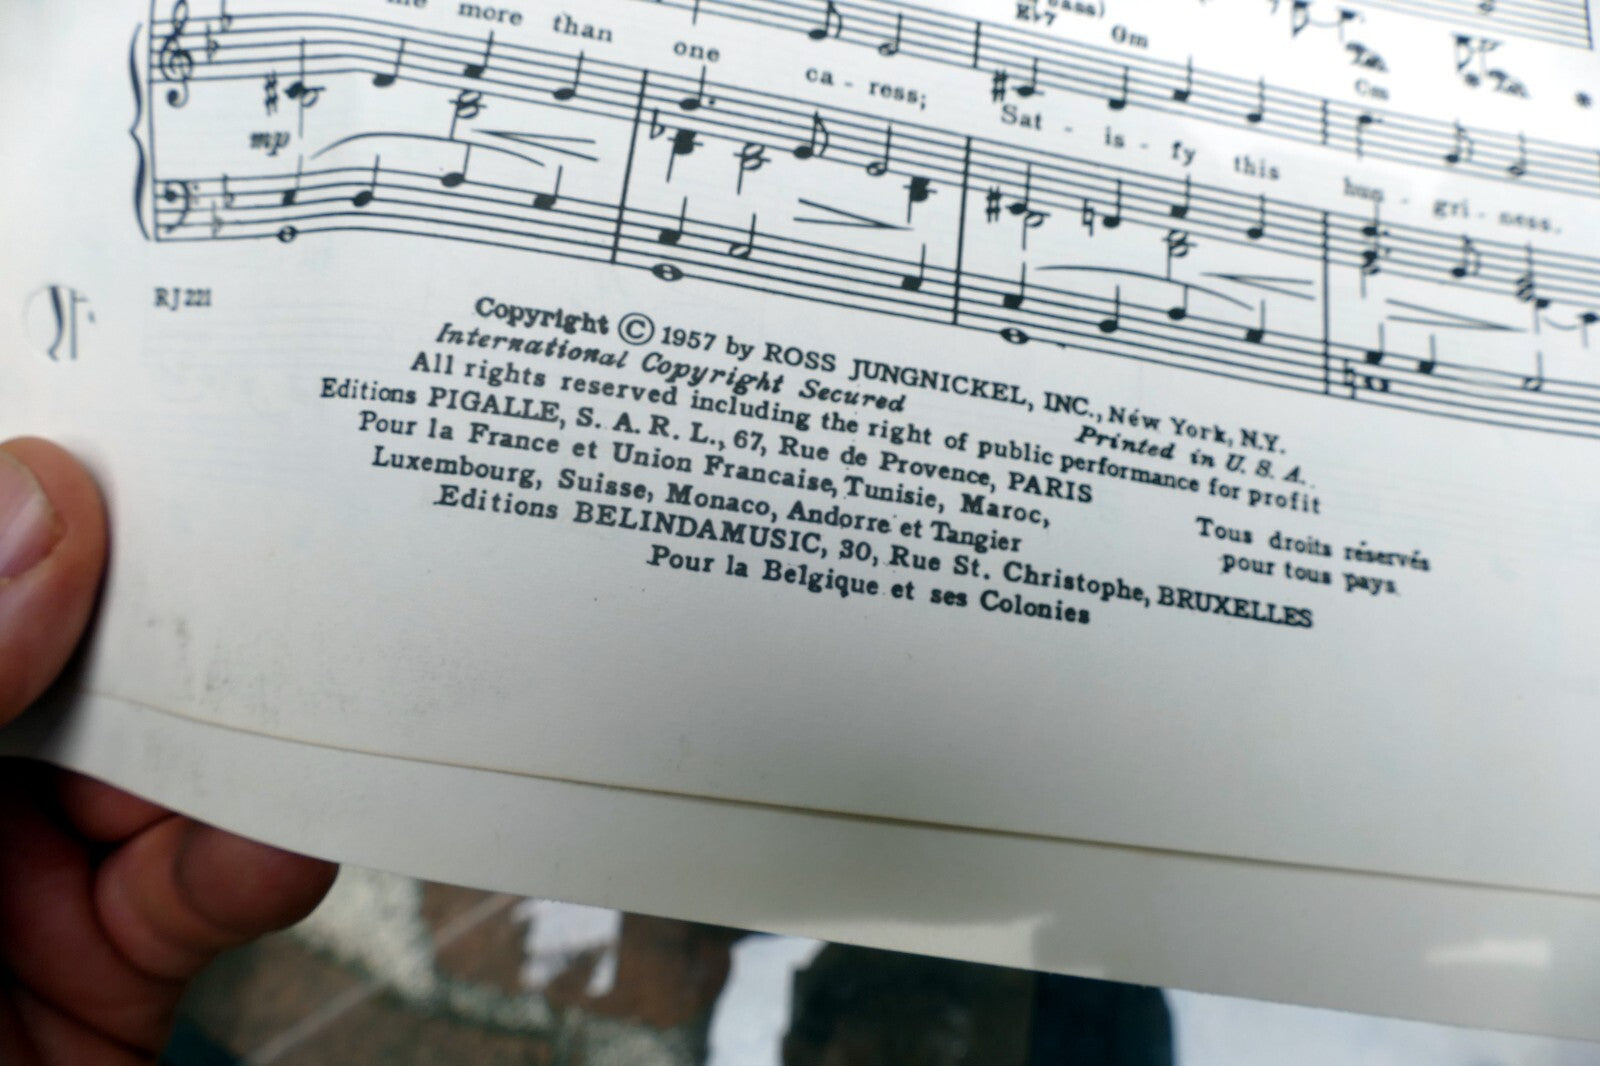 E♭7
Gm
Cm
more than one ca - ress; Sat - is - fy this hun - gri - ness.
mp
RJ 221
Copyright © 1957 by ROSS JUNGNICKEL, INC., New York, N.Y.
International Copyright Secured Printed in U. S. A.
All rights reserved including the right of public performance for profit
Editions PIGALLE, S. A. R. L., 67, Rue de Provence, PARIS
Pour la France et Union Francaise, Tunisie, Maroc,
Luxembourg, Suisse, Monaco, Andorre et Tangier
Tous droits réservés
pour tous pays
Editions BELINDAMUSIC, 30, Rue St. Christophe, BRUXELLES
Pour la Belgique et ses Colonies